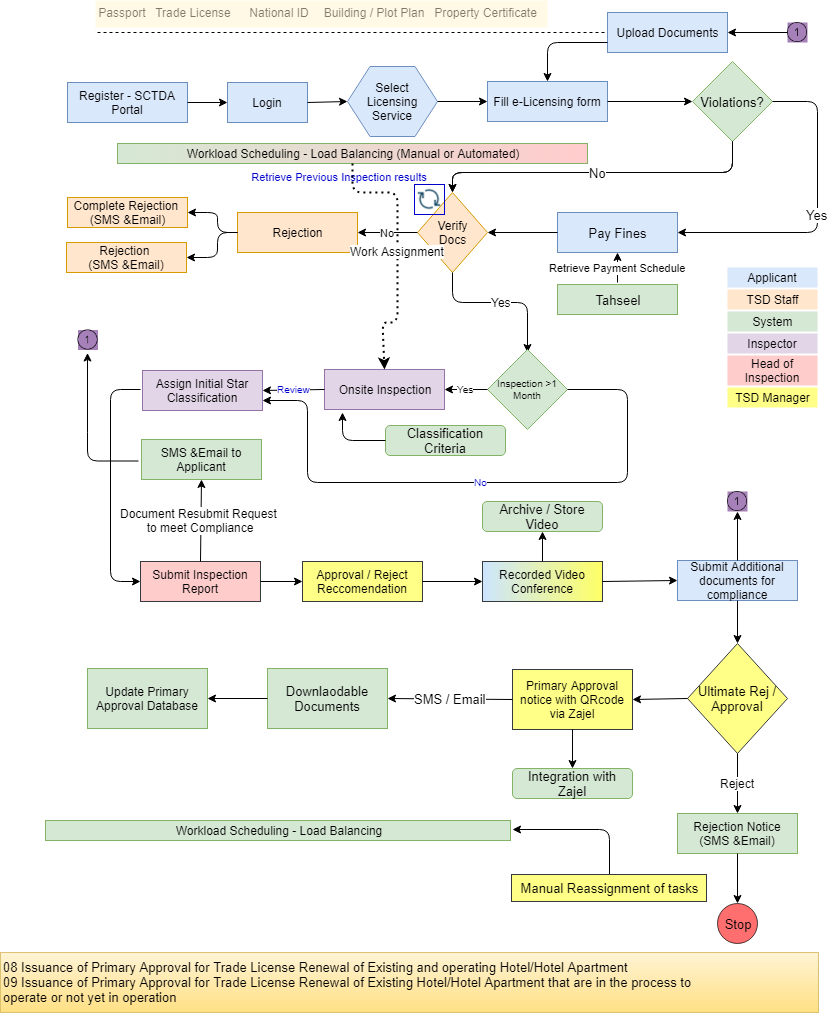 Passport Trade License National ID Building / Plot Plan Property Certificate
Upload Documents
1
Register - SCTDA
Portal
Login
Select
Licensing
Service
Fill e-Licensing form
Violations?
Workload Scheduling - Load Balancing (Manual or Automated)
No
Retrieve Previous Inspection results
Yes
Complete Rejection
(SMS &Email)
Rejection
(SMS &Email)
Rejection
No
Verify
Docs
Pay Fines
Work Assignment
Retrieve Payment Schedule
Tahseel
Applicant
TSD Staff
System
Inspector
Head of
Inspection
TSD Manager
Yes
1
Assign Initial Star
Classification
Review
Onsite Inspection
Yes
Inspection >1
Month
Classification
Criteria
SMS &Email to
Applicant
No
Document Resubmit Request
to meet Compliance
Archive / Store
Video
1
Submit Inspection
Report
Approval / Reject
Reccomendation
Recorded Video
Conference
Submit Additional
documents for
compliance
Update Primary
Approval Database
Downlaodable
Documents
SMS / Email
Primary Approval
notice with QRcode
via Zajel
Ultimate Rej /
Approval
Integration with
Zajel
Reject
Workload Scheduling - Load Balancing
Rejection Notice
(SMS &Email)
Manual Reassignment of tasks
Stop
08 Issuance of Primary Approval for Trade License Renewal of Existing and operating Hotel/Hotel Apartment
09 Issuance of Primary Approval for Trade License Renewal of Existing Hotel/Hotel Apartment that are in the process to
operate or not yet in operation